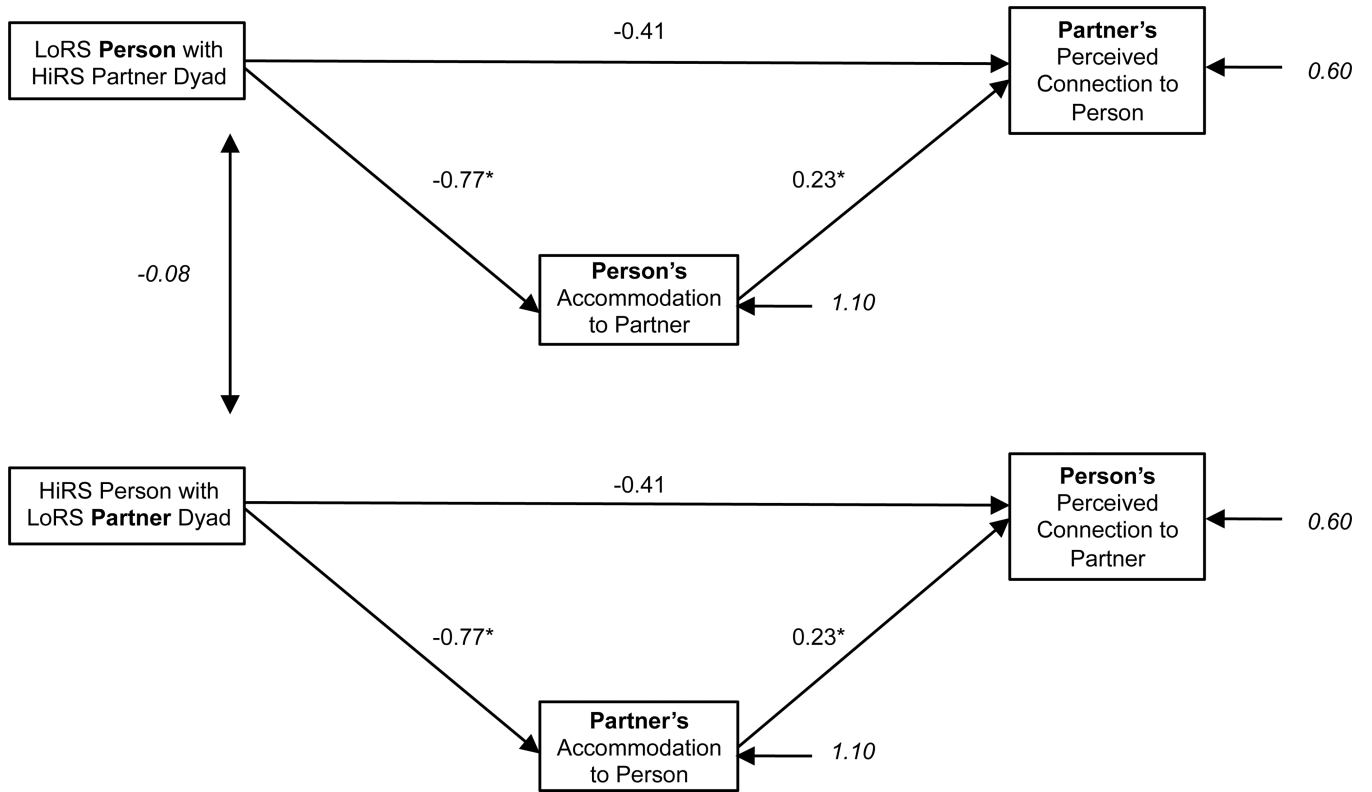 LoRS Person with
HiRS Partner Dyad
-0.41
Partner's
Perceived
Connection to
Person
0.60
-0.77*
0.23*
-0.08
Person's
Accommodation
to Partner
1.10
HiRS Person with
LoRS Partner Dyad
-0.41
Person's
Perceived
Connection to
Partner
0.60
-0.77*
0.23*
Partner's
Accommodation
to Person
1.10